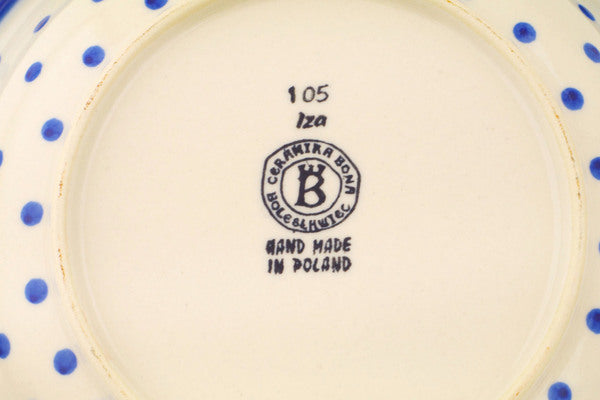 105
Iza
CERAMIKA BONA
B
BOLESŁAWIEC
HAND MADE
IN POLAND